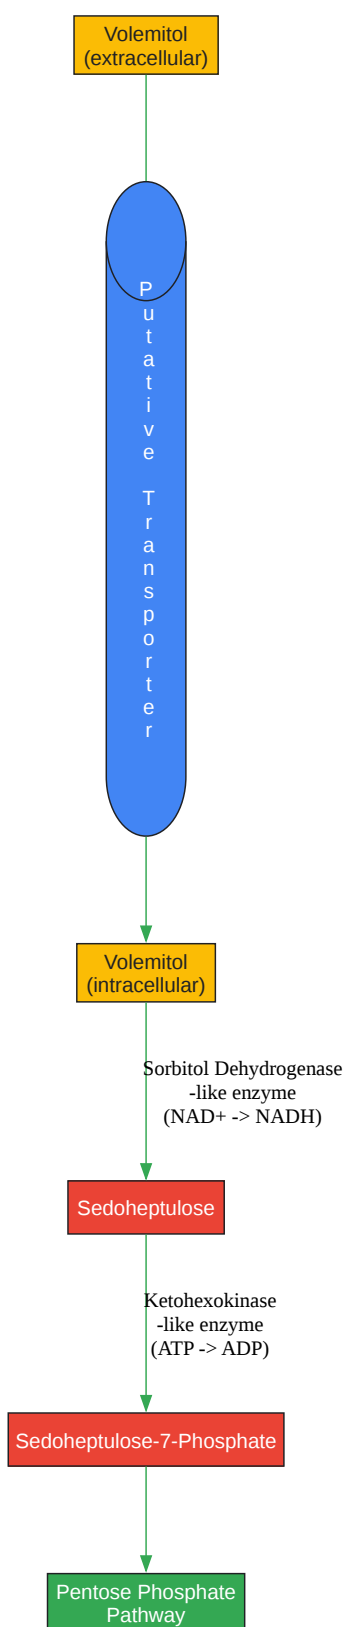 Volemitol
(extracellular)
P
u
t
a
t
i
v
e
T
r
a
n
s
p
o
r
t
e
r
Volemitol
(intracellular)
Sorbitol Dehydrogenase
-like enzyme
(NAD+ -> NADH)
Sedoheptulose
Ketohexokinase
-like enzyme
(ATP -> ADP)
Sedoheptulose-7-Phosphate
Pentose Phosphate
Pathway